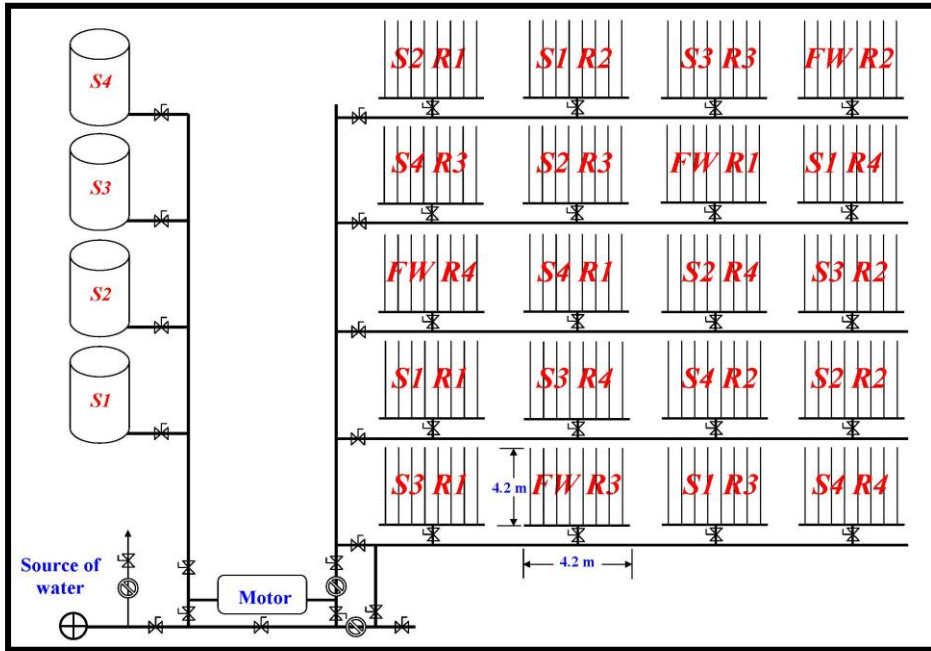 S4
S3
S2
S1
Source of
water
Motor
S2 R1
S1 R2
S3 R3
FW R2
S4 R3
S2 R3
FW R1
S1 R4
FW R4
S4 R1
S2 R4
S3 R2
S1 R1
S3 R4
S4 R2
S2 R2
S3 R1
4.2 m
FW R3
S1 R3
S4 R4
4.2 m